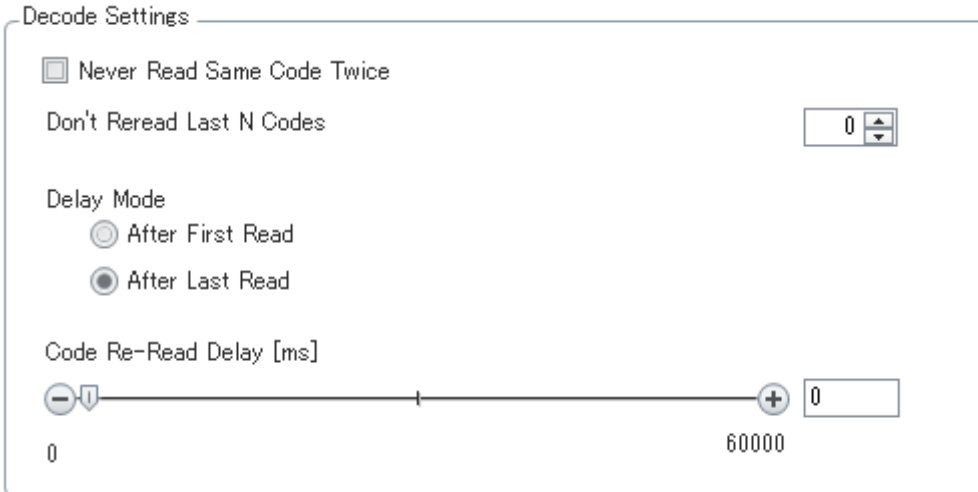 Decode Settings
Never Read Same Code Twice
Don't Reread Last N Codes 0
Delay Mode
After First Read
After Last Read
Code Re-Read Delay [ms]
0
0 60000